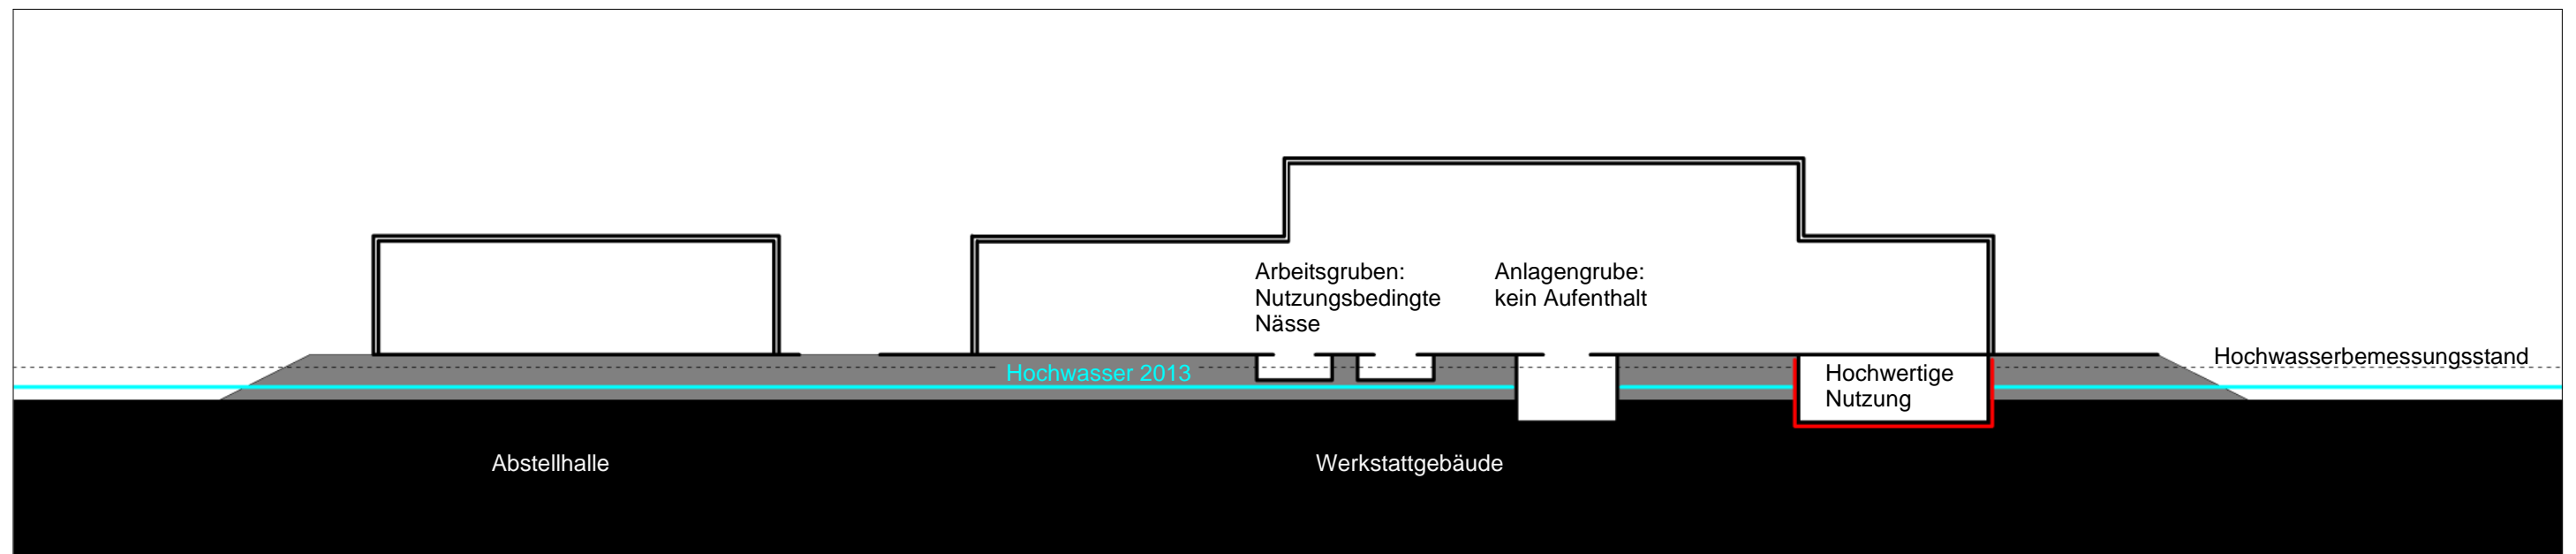 Arbeitsgruben:
Nutzungsbedingte
Nässe
Anlagengrube:
kein Aufenthalt
Hochwasserbemessungsstand
Hochwasser 2013
Hochwertige
Nutzung
Abstellhalle
Werkstattgebäude